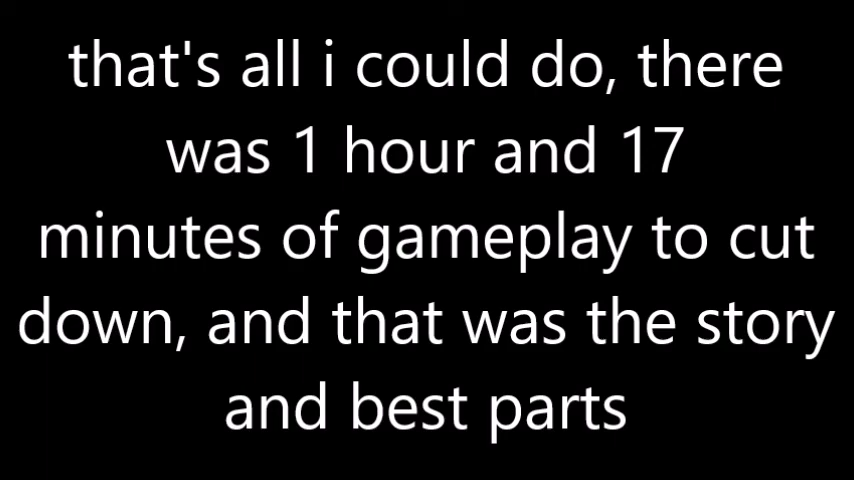 that's all i could do, there
was 1 hour and 17
minutes of gameplay to cut
down, and that was the story
and best parts